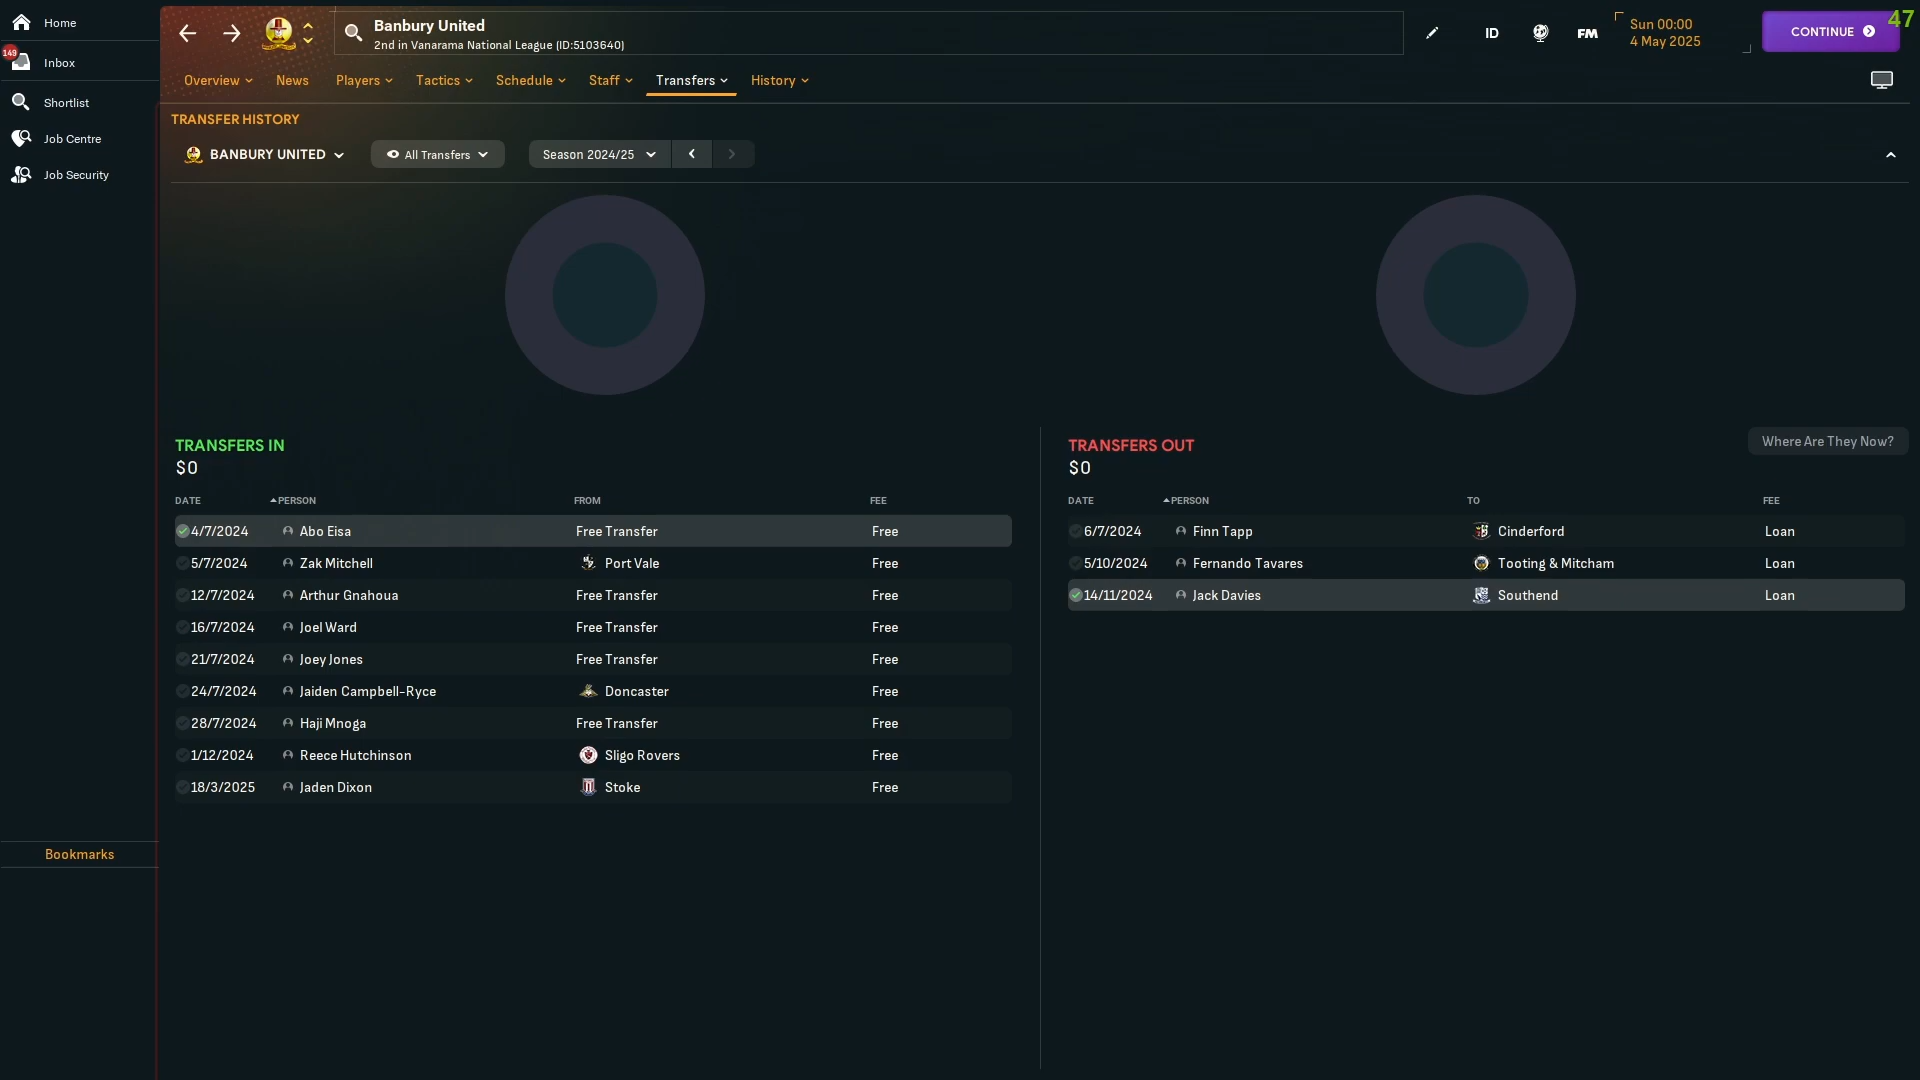 Home
149
Inbox
Shortlist
Job Centre
Job Security
Bookmarks
Banbury United
2nd in Vanarama National League (ID:5103640)
ID
FM
Sun 00:00
4 May 2025
CONTINUE
47
Overview News Players Tactics Schedule Staff Transfers History
TRANSFER HISTORY
BANBURY UNITED All Transfers Season 2024/25
TRANSFERS IN
$0
DATE PERSON FROM FEE
4/7/2024 Abo Eisa Free Transfer Free
5/7/2024 Zak Mitchell Port Vale Free
12/7/2024 Arthur Gnahoua Free Transfer Free
16/7/2024 Joel Ward Free Transfer Free
21/7/2024 Joey Jones Free Transfer Free
24/7/2024 Jaiden Campbell-Ryce Doncaster Free
28/7/2024 Haji Mnoga Free Transfer Free
1/12/2024 Reece Hutchinson Sligo Rovers Free
18/3/2025 Jaden Dixon Stoke Free
TRANSFERS OUT
$0
Where Are They Now?
DATE PERSON TO FEE
6/7/2024 Finn Tapp Cinderford Loan
5/10/2024 Fernando Tavares Tooting & Mitcham Loan
14/11/2024 Jack Davies Southend Loan